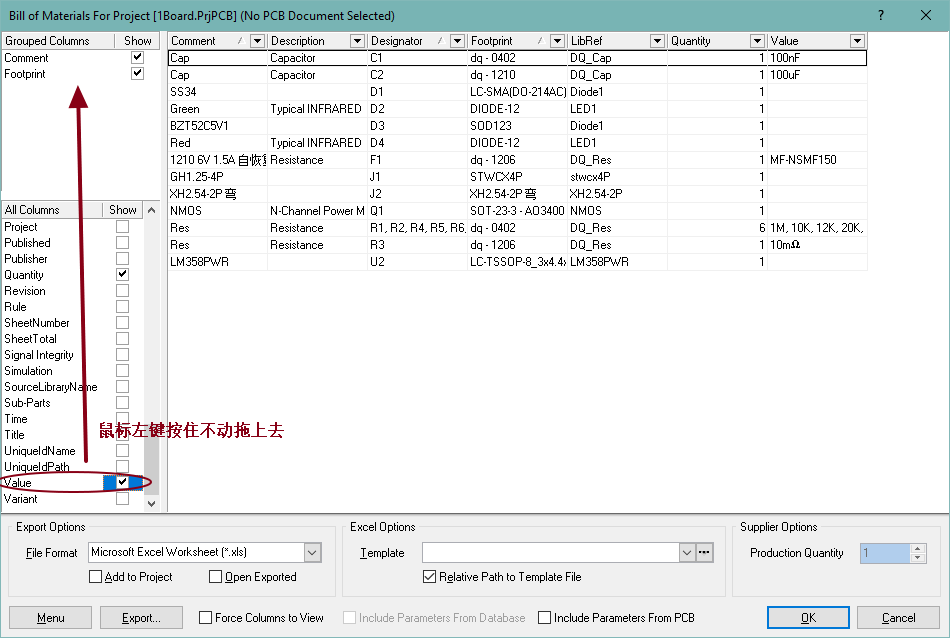 Bill of Materials For Project [1Board.PrjPCB] (No PCB Document Selected)
?
Grouped Columns Show
Comment
Footprint
Comment Description Designator Footprint LibRef Quantity Value
Cap Capacitor C1 dq - 0402 DQ_Cap 1 100nF
Cap Capacitor C2 dq - 1210 DQ_Cap 1 100uF
SS34 D1 LC-SMA(DO-214AC) Diode1 1
Green Typical INFRARED D2 DIODE-12 LED1 1
BZT52C5V1 D3 SOD123 Diode1 1
Red Typical INFRARED D4 DIODE-12 LED1 1
1210 6V 1.5A 自恢复 Resistance F1 dq - 1206 DQ_Res 1 MF-NSMF150
GH1.25-4P J1 STWCX4P stwcx4P 1
XH2.54-2P 弯 J2 XH2.54-2P 弯 XH2.54-2P 1
NMOS N-Channel Power M Q1 SOT-23-3 - AO3400 NMOS 1
Res Resistance R1, R2, R4, R5, R6, dq - 0402 DQ_Res 6 1M, 10K, 12K, 20K,
Res Resistance R3 dq - 1206 DQ_Res 1 10mΩ
LM358PWR U2 LC-TSSOP-8_3x4.4x LM358PWR 1
All Columns Show
Project
Published
Publisher
Quantity
Revision
Rule
SheetNumber
SheetTotal
Signal Integrity
Simulation
SourceLibraryName
Sub-Parts
Time
Title
UniqueIdName
UniqueIdPath
Value
Variant
鼠标左键按住不动拖上去
Export Options
File Format Microsoft Excel Worksheet (*.xls)
Add to Project Open Exported
Excel Options
Template
Relative Path to Template File
Supplier Options
Production Quantity 1
Menu Export... Force Columns to View Include Parameters From Database Include Parameters From PCB OK Cancel